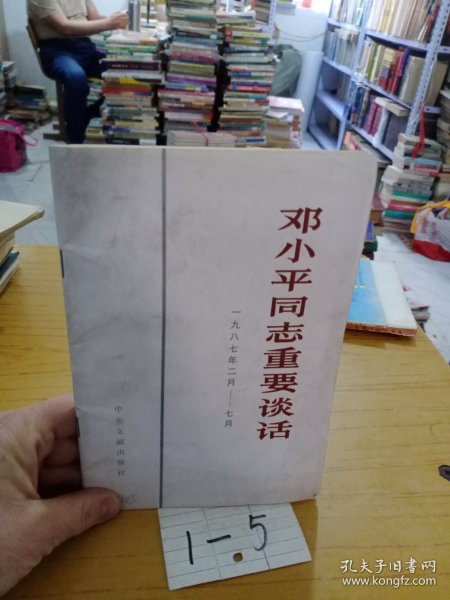 邓小平同志重要谈话
一九八七年二月——七月
中央文献出版社
1-5
孔夫子旧书网
www.kongfz.com